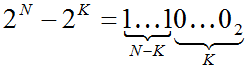 2^N − 2^K = 1…10…0₂
N−K K